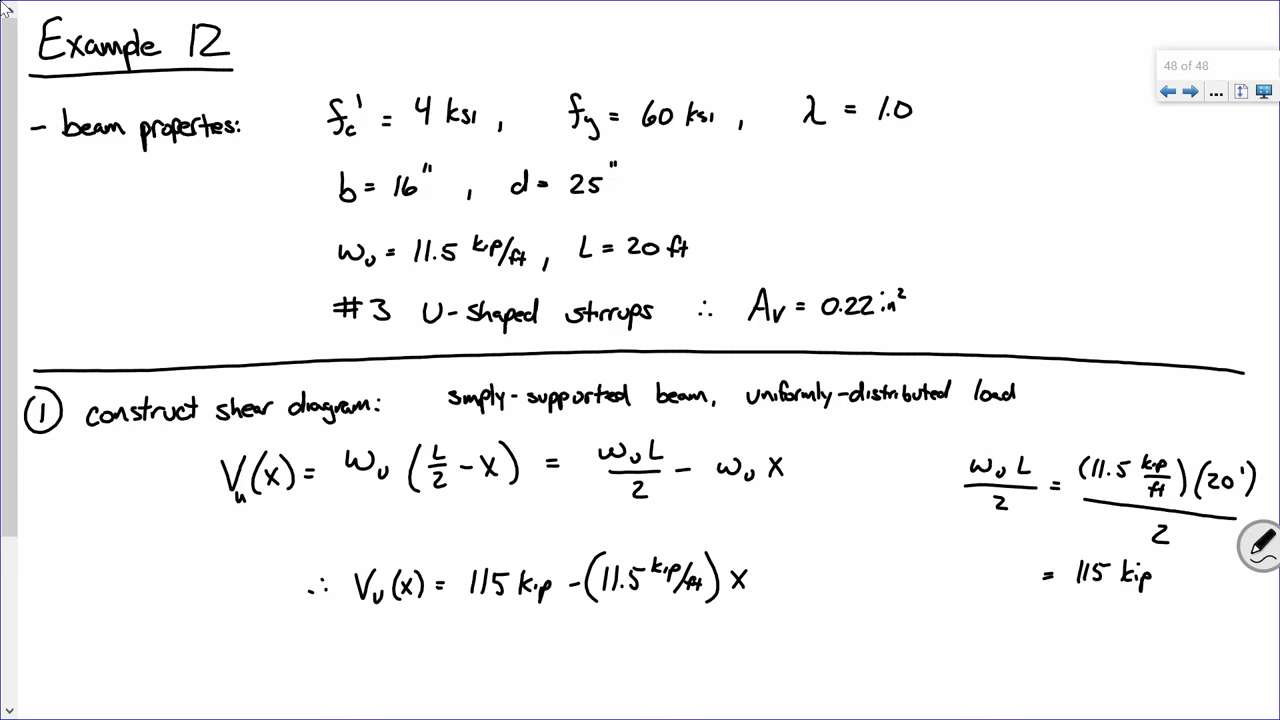 Example 12
48 of 48
- beam propertes: f'c = 4 ksi, fy = 60 ksi, λ = 1.0
b = 16", d = 25"
wu = 11.5 kip/ft, L = 20 ft
#3 U-shaped stirrups ∴ Av = 0.22 in²
① construct shear diagram: simply-supported beam, uniformly-distributed load
Vu(x) = wu (L/2 - x) = wu L/2 - wu x
wu L/2 = (11.5 kip/ft)(20')/2
= 115 kip
∴ Vu(x) = 115 kip - (11.5 kip/ft) x